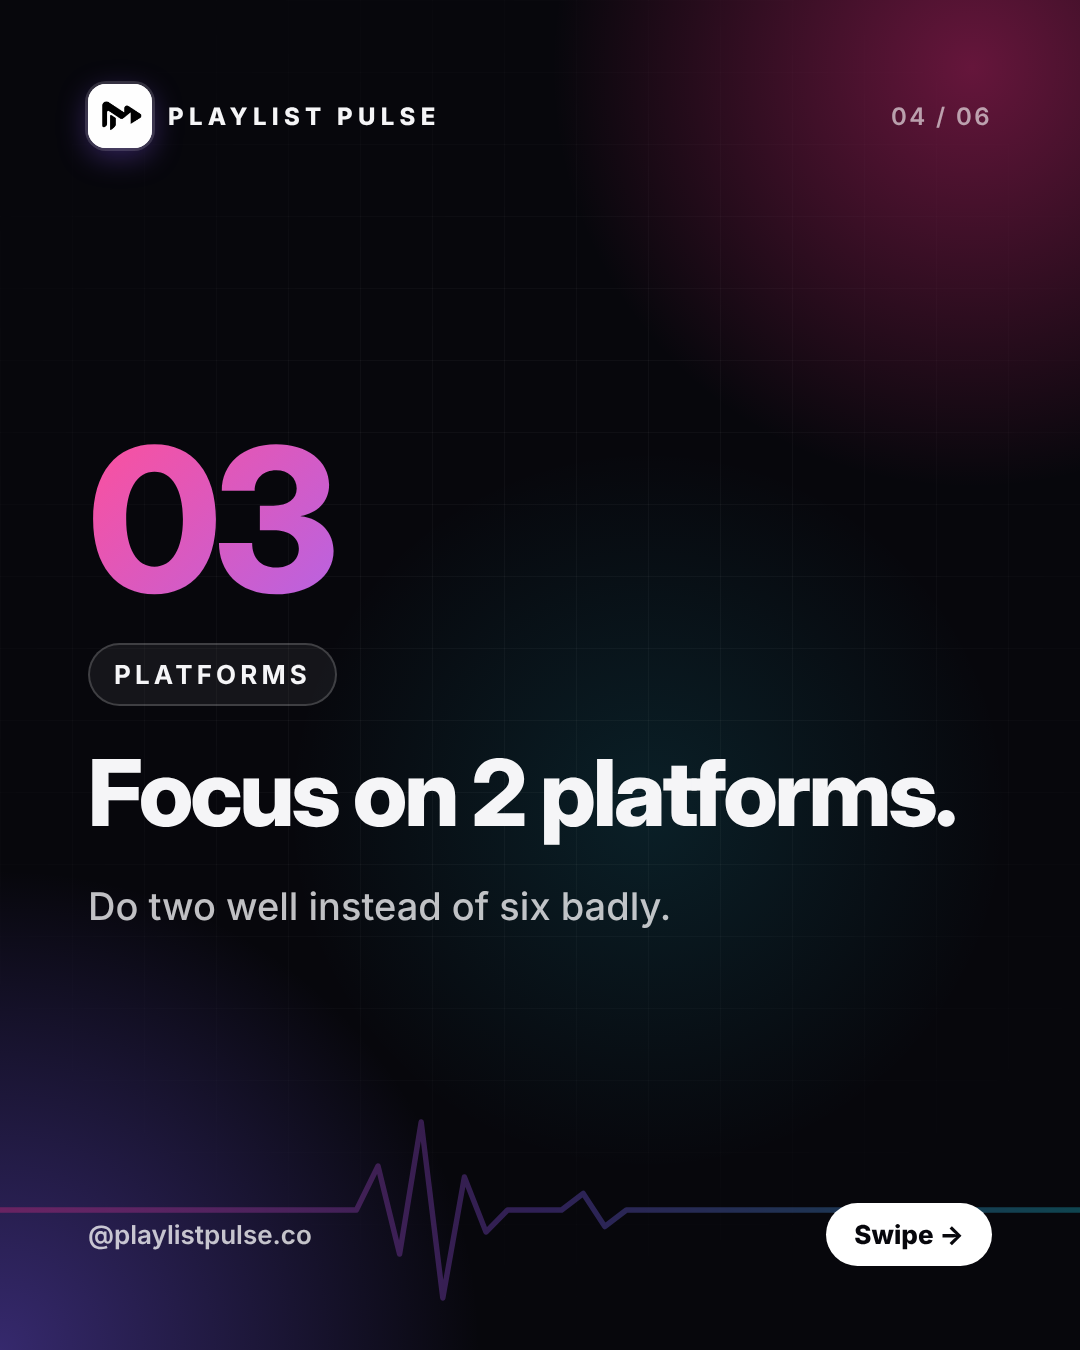 PLAYLIST PULSE
04 / 06
03
PLATFORMS
Focus on 2 platforms.
Do two well instead of six badly.
@playlistpulse.co
Swipe →